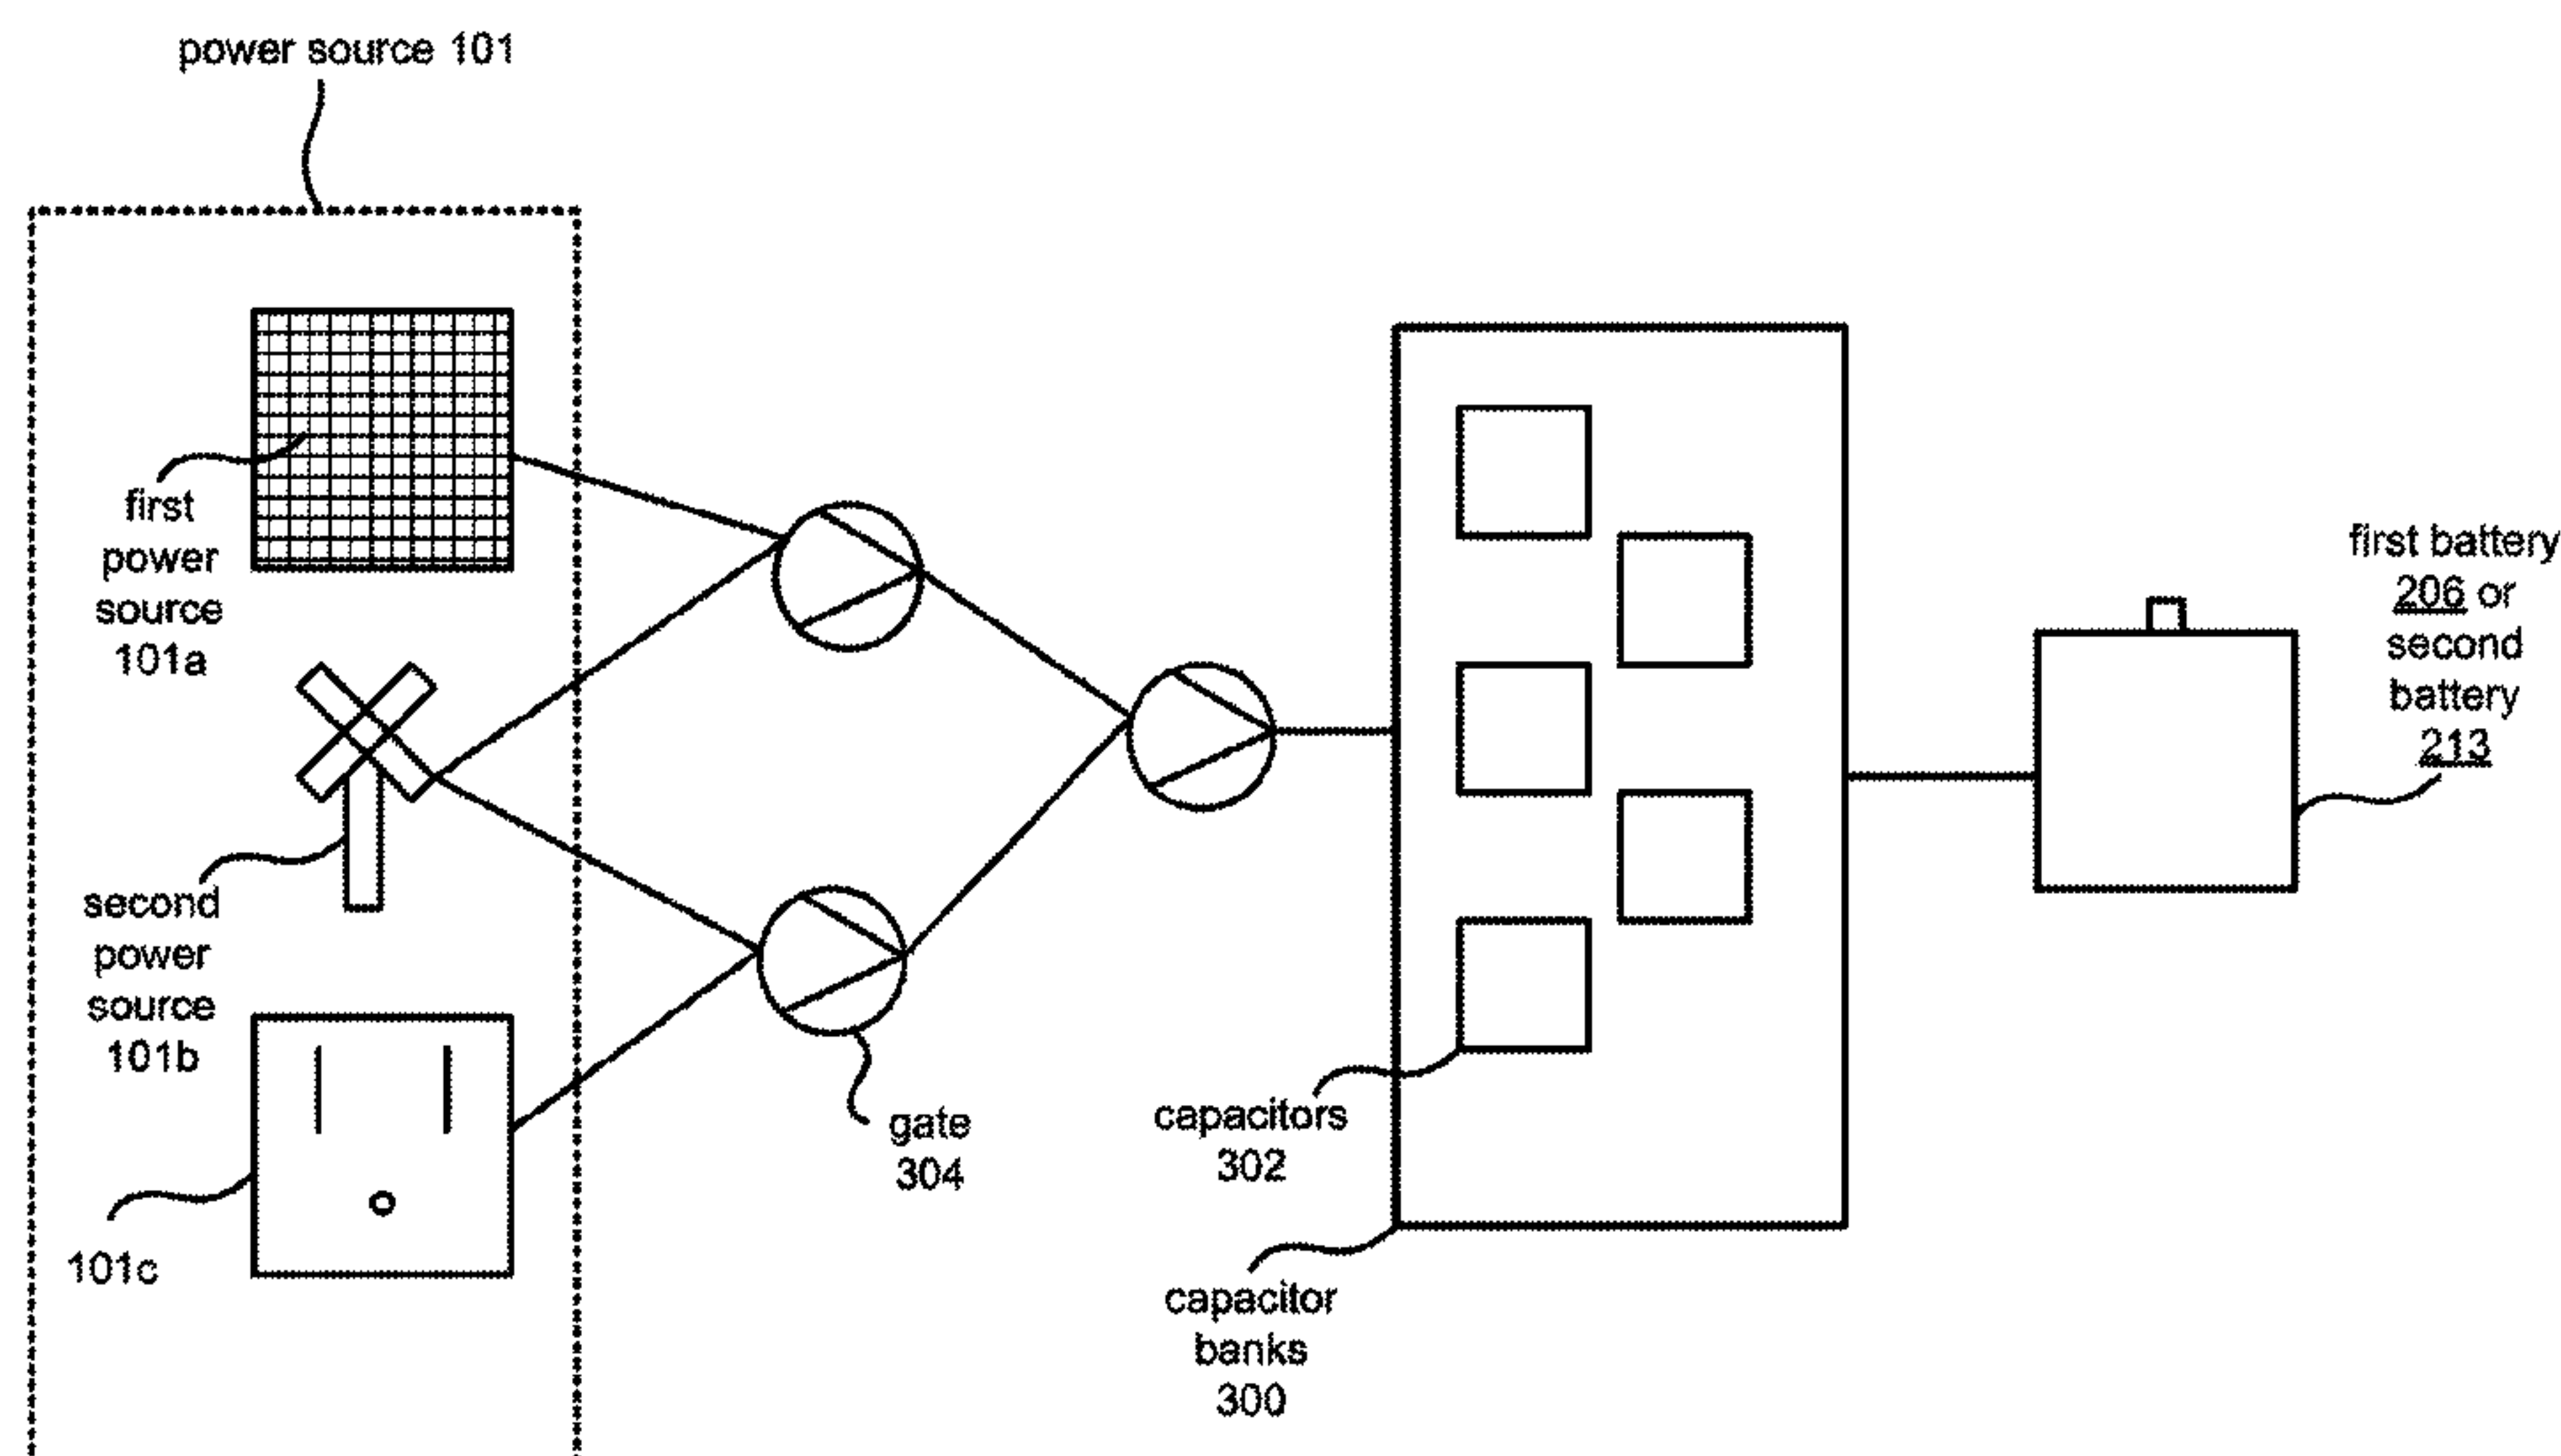 power source 101
first
power
source
101a
second
power
source
101b
101c
gate
304
capacitors
302
capacitor
banks
300
first battery
206 or
second
battery
213